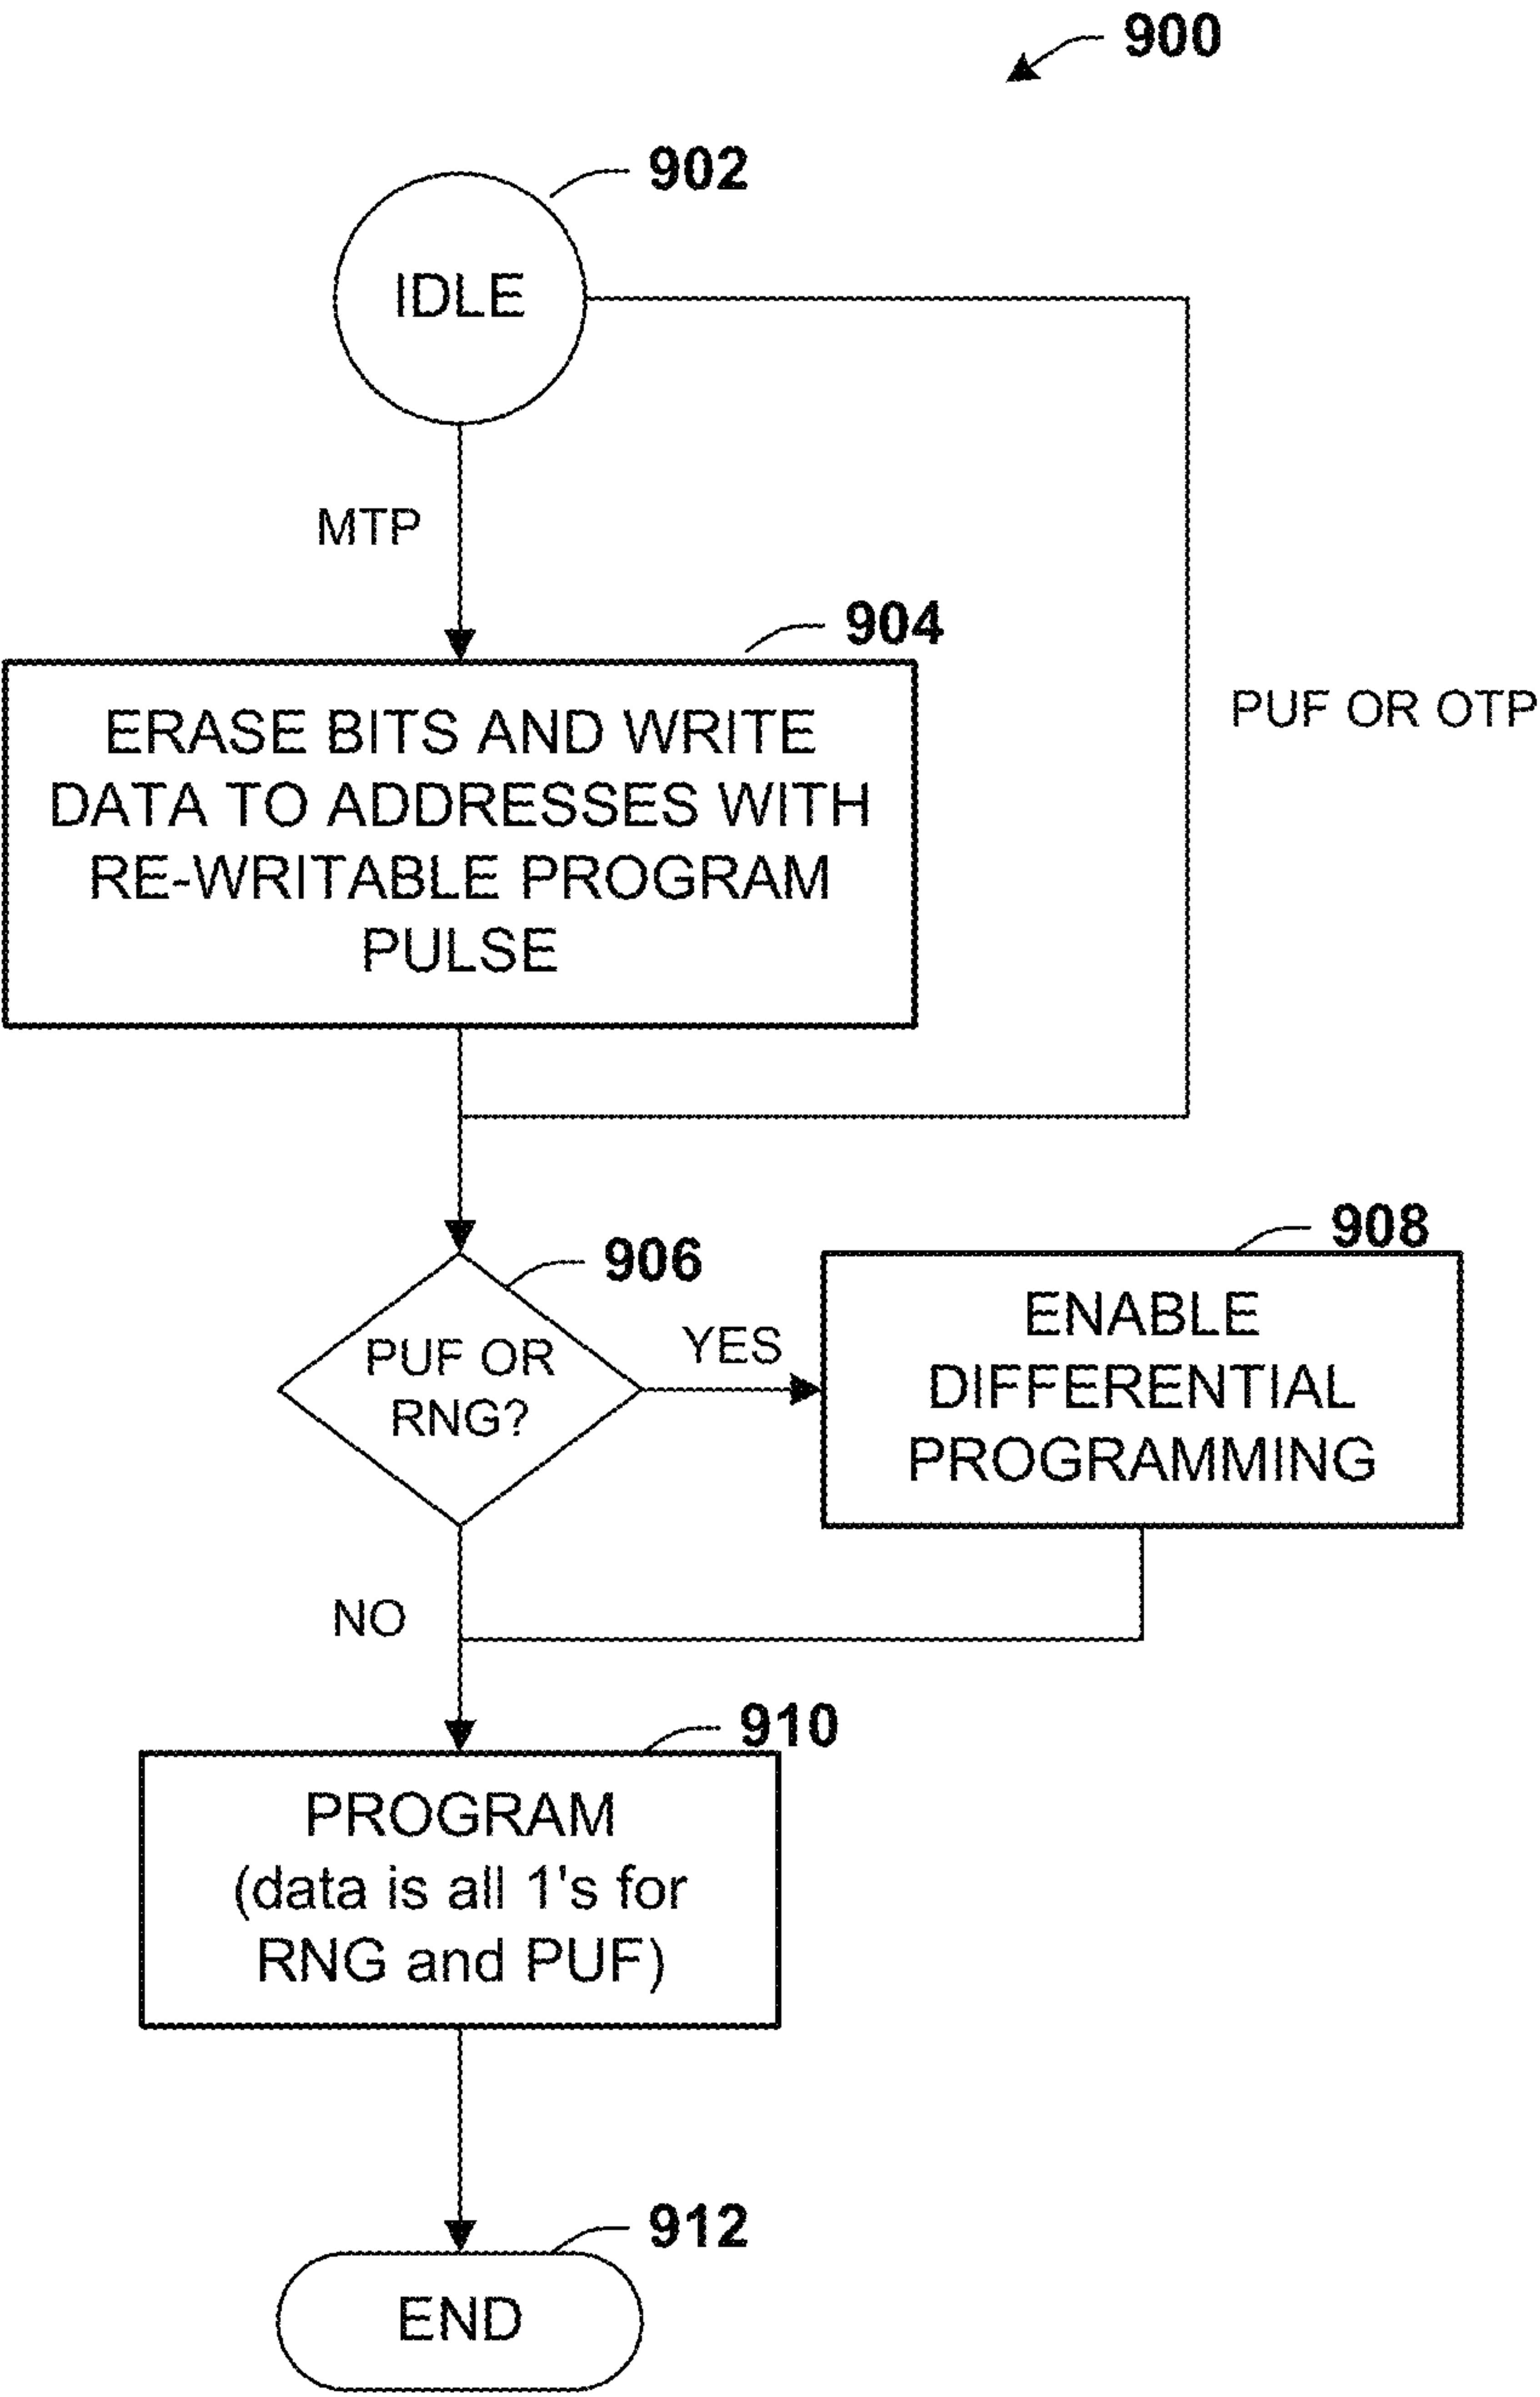 900
902
IDLE
MTP
904
ERASE BITS AND WRITE
DATA TO ADDRESSES WITH
RE-WRITABLE PROGRAM
PULSE
PUF OR OTP
906
PUF OR
RNG?
YES
908
ENABLE
DIFFERENTIAL
PROGRAMMING
NO
910
PROGRAM
(data is all 1's for
RNG and PUF)
912
END